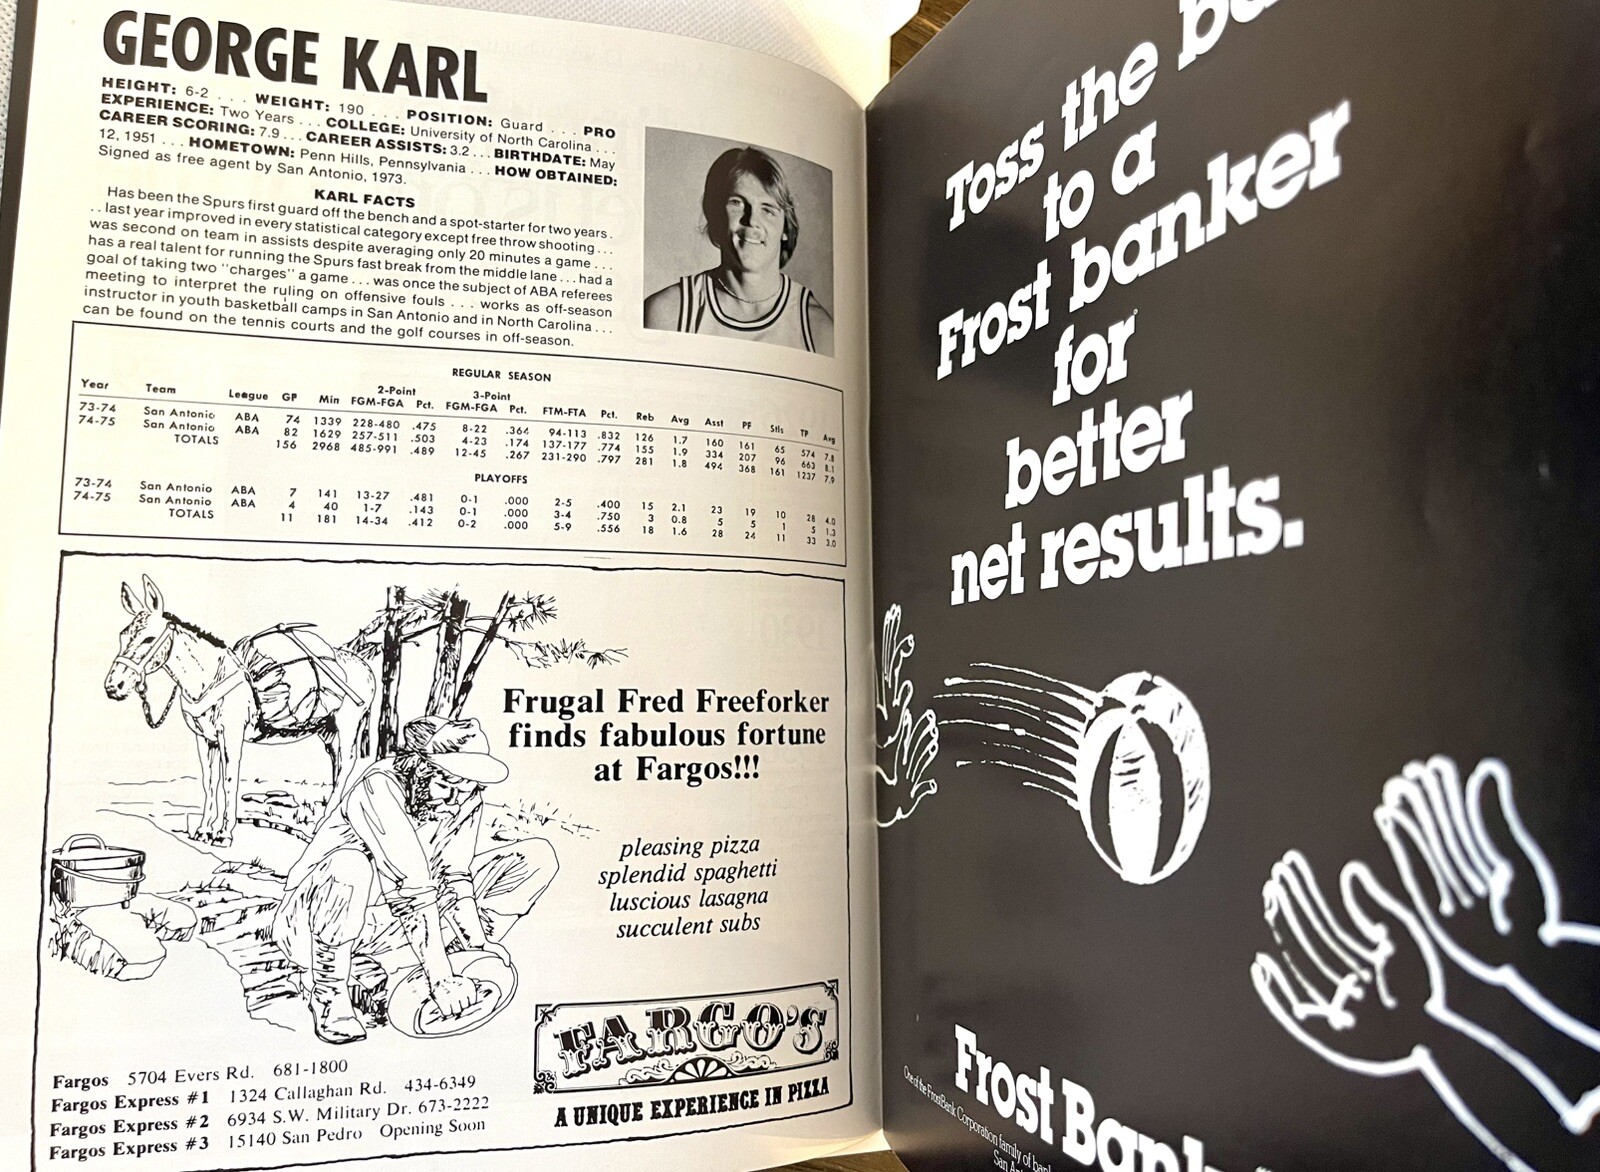 GEORGE KARL
HEIGHT: 6-2 . . . WEIGHT: 190 . . . POSITION: Guard . . . PRO
EXPERIENCE: Two Years . . . COLLEGE: University of North Carolina . . .
CAREER SCORING: 7.9 . . . CAREER ASSISTS: 3.2 . . . BIRTHDATE: May
12, 1951 . . . HOMETOWN: Penn Hills, Pennsylvania . . . HOW OBTAINED:
Signed as free agent by San Antonio, 1973.
KARL FACTS
Has been the Spurs first guard off the bench and a spot-starter for two years .
. . last year improved in every statistical category except free throw shooting . . .
was second on team in assists despite averaging only 20 minutes a game . . .
has a real talent for running the Spurs fast break from the middle lane . . . had a
goal of taking two "charges" a game . . . was once the subject of ABA referees
meeting to interpret the ruling on offensive fouls . . . works as off-season
instructor in youth basketball camps in San Antonio and in North Carolina . . .
can be found on the tennis courts and the golf courses in off-season.
REGULAR SEASON
2-Point 3-Point
Year Team League GP Min FGM-FGA Pct. FGM-FGA Pct. FTM-FTA Pct. Reb Avg Asst PF Stls TP Avg
73-74 San Antonio ABA 74 1339 228-480 .475 8-22 .364 94-113 .832 126 1.7 160 161 65 574 7.8
74-75 San Antonio ABA 82 1629 257-511 .503 4-23 .174 137-177 .774 155 1.9 334 207 96 663 8.1
TOTALS 156 2968 485-991 .489 12-45 .267 231-290 .797 281 1.8 494 368 161 1237 7.9
PLAYOFFS
73-74 San Antonio ABA 7 141 13-27 .481 0-1 .000 2-5 .400 15 2.1 23 19 10 28 4.0
74-75 San Antonio ABA 4 40 1-7 .143 0-1 .000 3-4 .750 3 0.8 5 5 1 5 1.3
TOTALS 11 181 14-34 .412 0-2 .000 5-9 .556 18 1.6 28 24 11 33 3.0
Frugal Fred Freeforker
finds fabulous fortune
at Fargos!!!
pleasing pizza
splendid spaghetti
luscious lasagna
succulent subs
FARGO'S
A UNIQUE EXPERIENCE IN PIZZA
Fargos 5704 Evers Rd. 681-1800
Fargos Express #1 1324 Callaghan Rd. 434-6349
Fargos Express #2 6934 S.W. Military Dr. 673-2222
Fargos Express #3 15140 San Pedro Opening Soon
Toss the
to a
Frost banker
for
better
net results.
Frost
One of the FrostBank Corporation family of
San